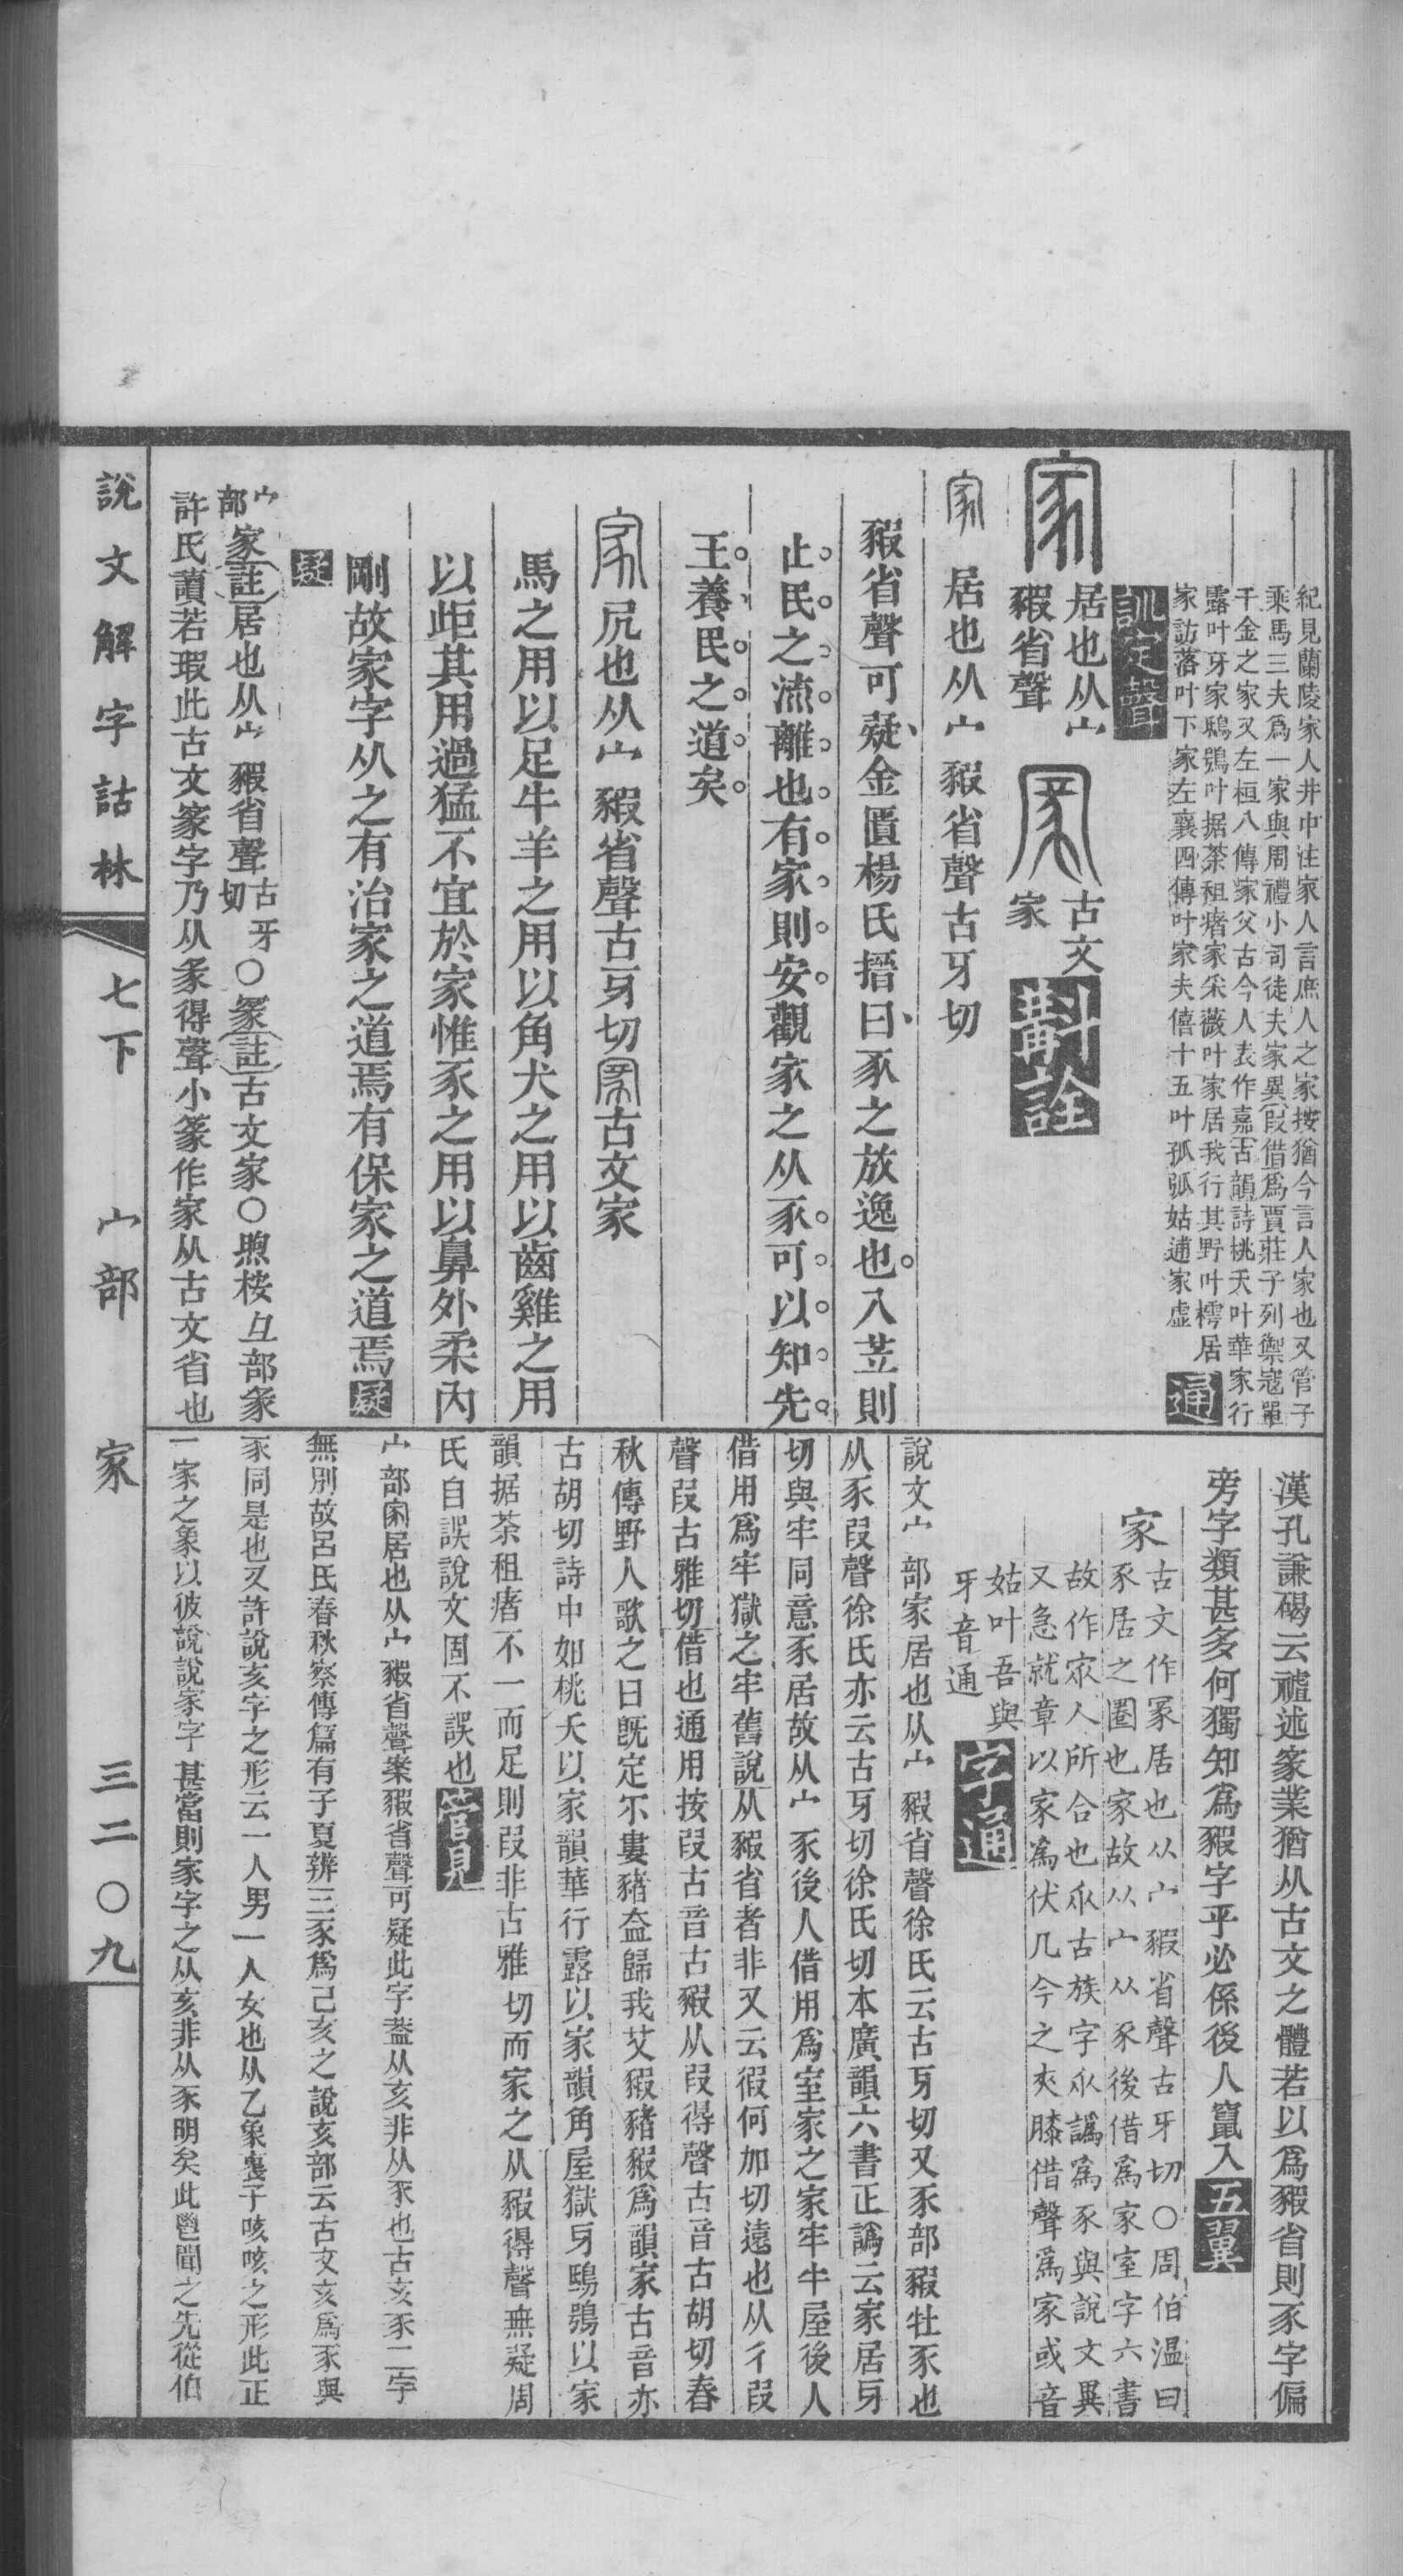 紀見蘭陵家人井中注家人言庶人之家按猶今言人家也又管子
乘馬三夫爲一家與周禮小司徒夫家異(叚借爲賈莊子列禦寇單
千金之家又左桓八傳家父古今人表作嘉(古韻詩桃夭叶華家行
露叶牙家鴟鴞叶据荼租瘏家采薇叶家居我行其野叶樗居
家訪落叶下家左襄四傳叶家夫僖十五叶孤弧姑逋家虛
通訓定聲
家
居也从宀
豭省聲
古文
家
斠詮
家 居也从宀豭省聲古牙切
豭省聲可疑金匱楊氏搢曰豕之放逸也入苙則
止民之流離也有家則安觀家之从豕可以知先
王養民之道矣
家 凥也从宀豭省聲古牙切 古文家
馬之用以足牛羊之用以角犬之用以齒雞之用
以距其用過猛不宜於家惟豕之用以鼻外柔內
剛故家字从之有治家之道焉有保家之道焉
疑疑
宀部 家(註)居也从宀豭省聲古牙切〇(註)古文家〇煦桉彑部彖
許氏讀若瑕此古文字乃从彖得聲小篆作家从古文省也
漢孔謙碣云禮述家業猶从古文之體若以爲豭省則豕字偏
旁字類甚多何獨知爲豭字乎必係後人竄入
五翼
家 古文作冡居也从宀豭省聲古牙切〇周伯温曰
豕居之圈也家故从宀从豕後借爲家室字六書
故作㝩人所合也乑古族字乑譌爲豕與說文異
又急就章以家爲伏几今之夾膝借聲爲家或音
姑叶吾與
牙音通
字通
說文宀部家居也从宀豭省聲徐氏云古牙切又豕部豭牡豕也
从豕叚聲徐氏亦云古牙切徐氏切本廣韻六書正譌云家居牙
切與牢同意豕居故从宀豕後人借用爲室家之家牢牛屋後人
借用爲牢獄之牢舊說从豭省者非又云徦何加切遠也从彳叚
聲叚古雅切借也通用按叚古音古豭从叚得聲古音古胡切春
秋傳野人歌之曰旣定尒婁豬盍歸我艾豭豬豭爲韻家古音亦
古胡切詩中如桃夭以家韻華行露以家韻角屋獄牙鴟鴞以家
韻据荼租瘏不一而足則叚非古雅切而家之从豭得聲無疑周
氏自誤說文固不誤也
管見
宀部家居也从宀豭省聲案豭省聲可疑此字葢从亥非从豕也古亥豕二字
無別故呂氏春秋察傳篇有子夏辨三豕爲己亥之說亥部云古文亥爲豕與
豕同是也又許說亥字之形云一人男一人女也从乙象褱子咳咳之形此正
一家之象以彼說說家字甚當則家字之从亥非从豕明矣此鬯聞之先從伯
說文解字詁林
七下
宀部
家
三二〇九